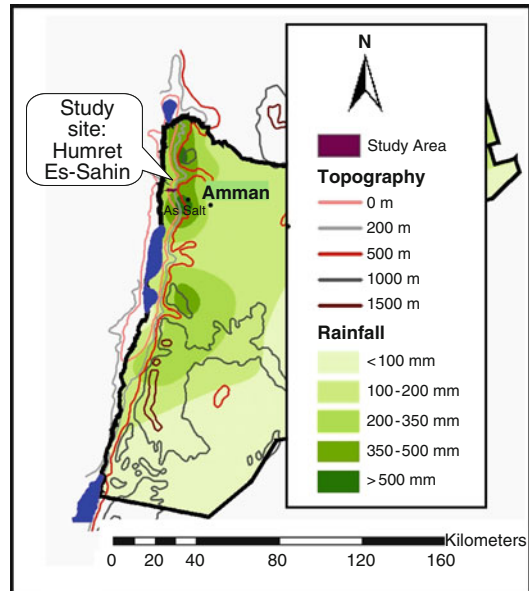 Study
site:
Humret
Es-Sahin
Amman
As Salt
N
Study Area
Topography
0 m
200 m
500 m
1000 m
1500 m
Rainfall
<100 mm
100-200 mm
200-350 mm
350-500 mm
>500 mm
Kilometers
0 20 40 80 120 160